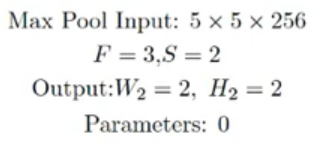 Max Pool Input: 5 × 5 × 256
F = 3,S = 2
Output:W₂ = 2, H₂ = 2
Parameters: 0